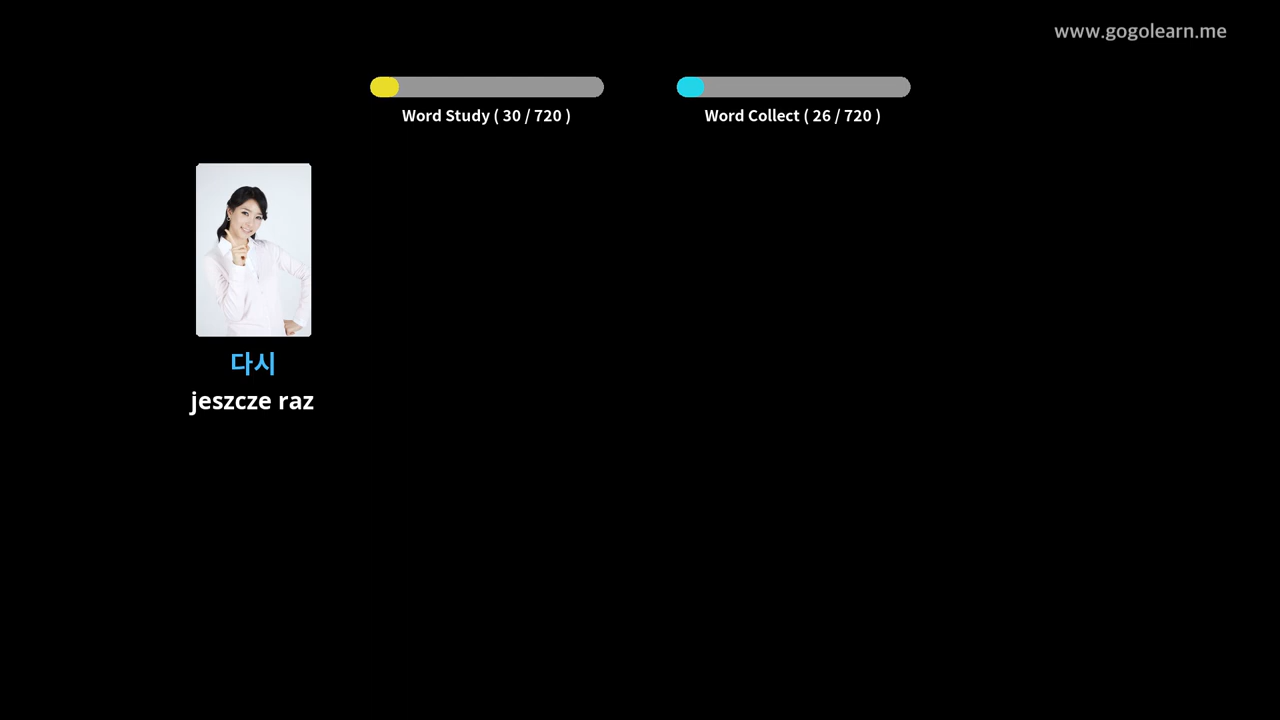 www.gogolearn.me
Word Study ( 30 / 720 )
Word Collect ( 26 / 720 )
다시
jeszcze raz